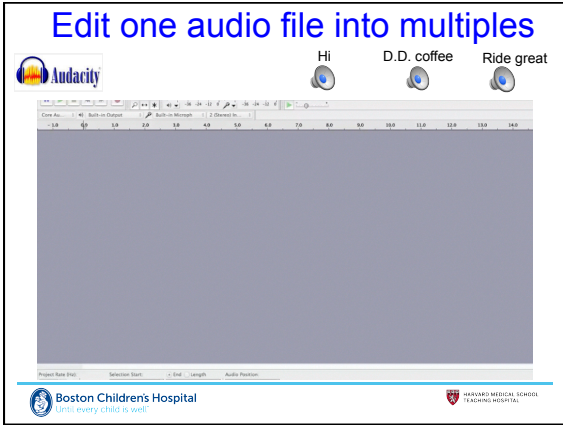 Edit one audio file into multiples
Hi D.D. coffee Ride great
Audacity
Core Au... Built-in Output Built-in Microph 2 (Stereo) In...
-1.0 0.0 1.0 2.0 3.0 4.0 5.0 6.0 7.0 8.0 9.0 10.0 11.0 12.0 13.0 14.0
Project Rate (Hz): Selection Start: End Length Audio Position:
Boston Children's Hospital
Until every child is well
HARVARD MEDICAL SCHOOL
TEACHING HOSPITAL